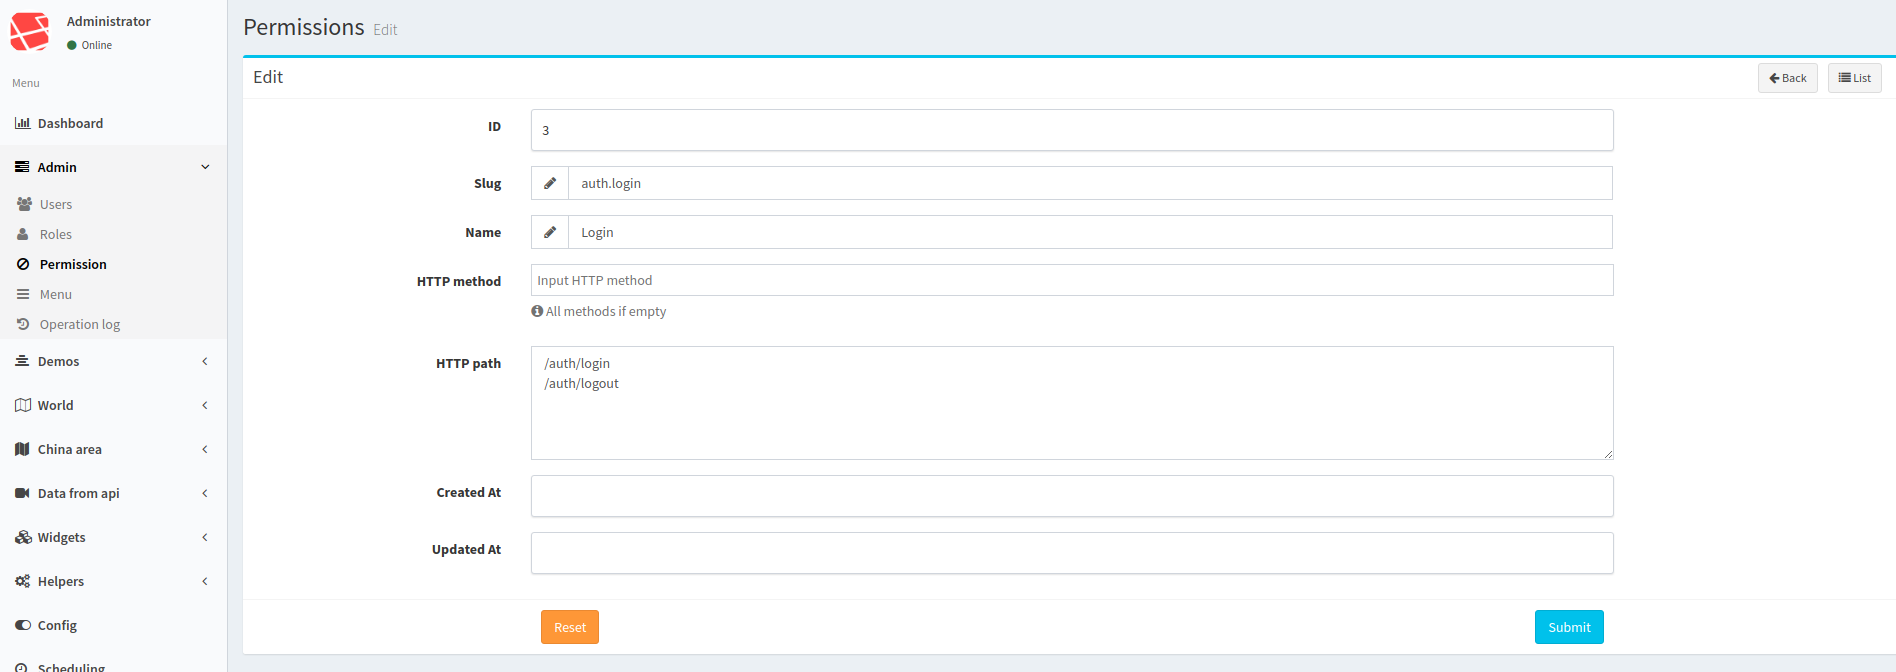 Administrator
Online
Menu
Dashboard
Admin
Users
Roles
Permission
Menu
Operation log
Demos
World
China area
Data from api
Widgets
Helpers
Config
Scheduling
Permissions Edit
Edit
Back
List
ID
3
Slug
auth.login
Name
Login
HTTP method
Input HTTP method
All methods if empty
HTTP path
/auth/login
/auth/logout
Created At
Updated At
Reset
Submit